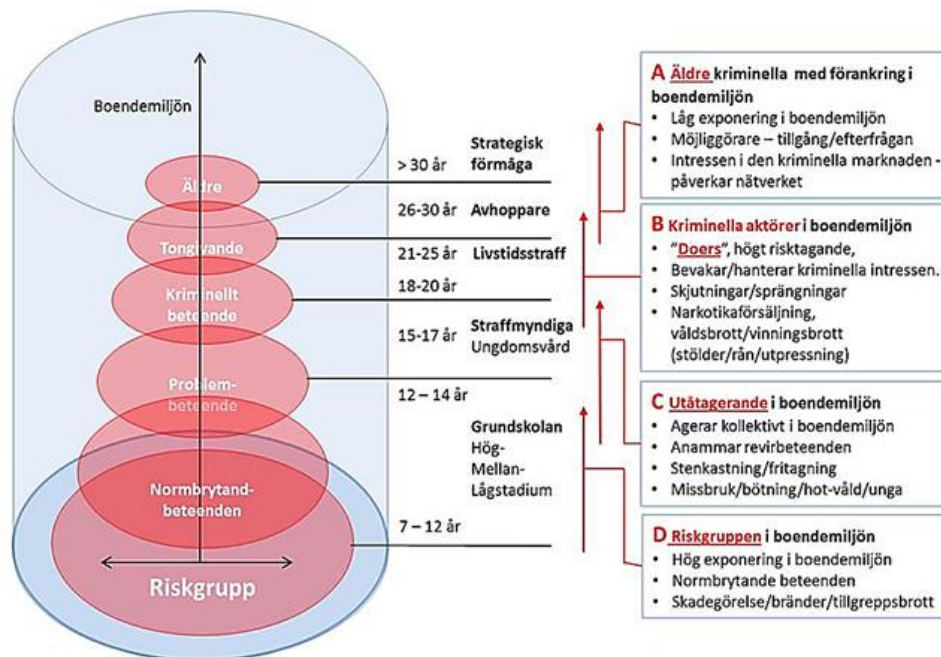 Boendemiljön
Äldre
Tongivande
Kriminellt
beteende
Problem-
beteende
Normbrytand-
beteenden
Riskgrupp
> 30 år
Strategisk
förmåga
26-30 år
Avhoppare
21-25 år
Livstidsstraff
18-20 år
15-17 år
Straffmyndiga
Ungdomsvård
12 – 14 år
Grundskolan
Hög-
Mellan-
Lågstadium
7 – 12 år
A Äldre kriminella med förankring i
boendemiljön
• Låg exponering i boendemiljön
• Möjliggörare – tillgång/efterfrågan
• Intressen i den kriminella marknaden -
påverkar nätverket
B Kriminella aktörer i boendemiljön
• "Doers", högt risktagande,
• Bevakar/hanterar kriminella intressen..
• Skjutningar/sprängningar
• Narkotikaförsäljning,
våldsbrott/vinningsbrott
(stölder/rån/utpressning)
C Utåtagerande i boendemiljön
• Agerar kollektivt i boendemiljön
• Anammar revirbeteenden
• Stenkastning/fritagning
• Missbruk/bötning/hot-våld/unga
D Riskgruppen i boendemiljön
• Hög exponering i boendemiljön
• Normbrytande beteenden
• Skadegörelse/bränder/tillgreppsbrott